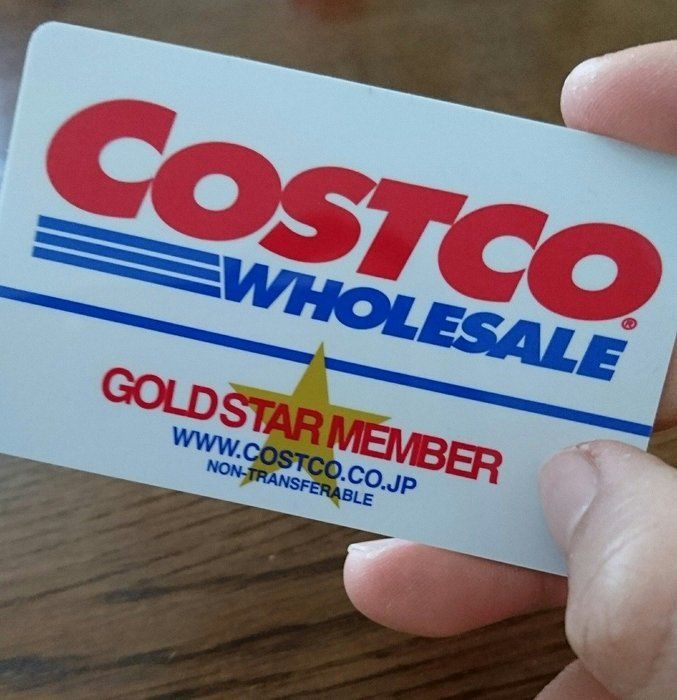 COSTCO®
WHOLESALE
GOLD STAR MEMBER
WWW.COSTCO.CO.JP
NON-TRANSFERABLE